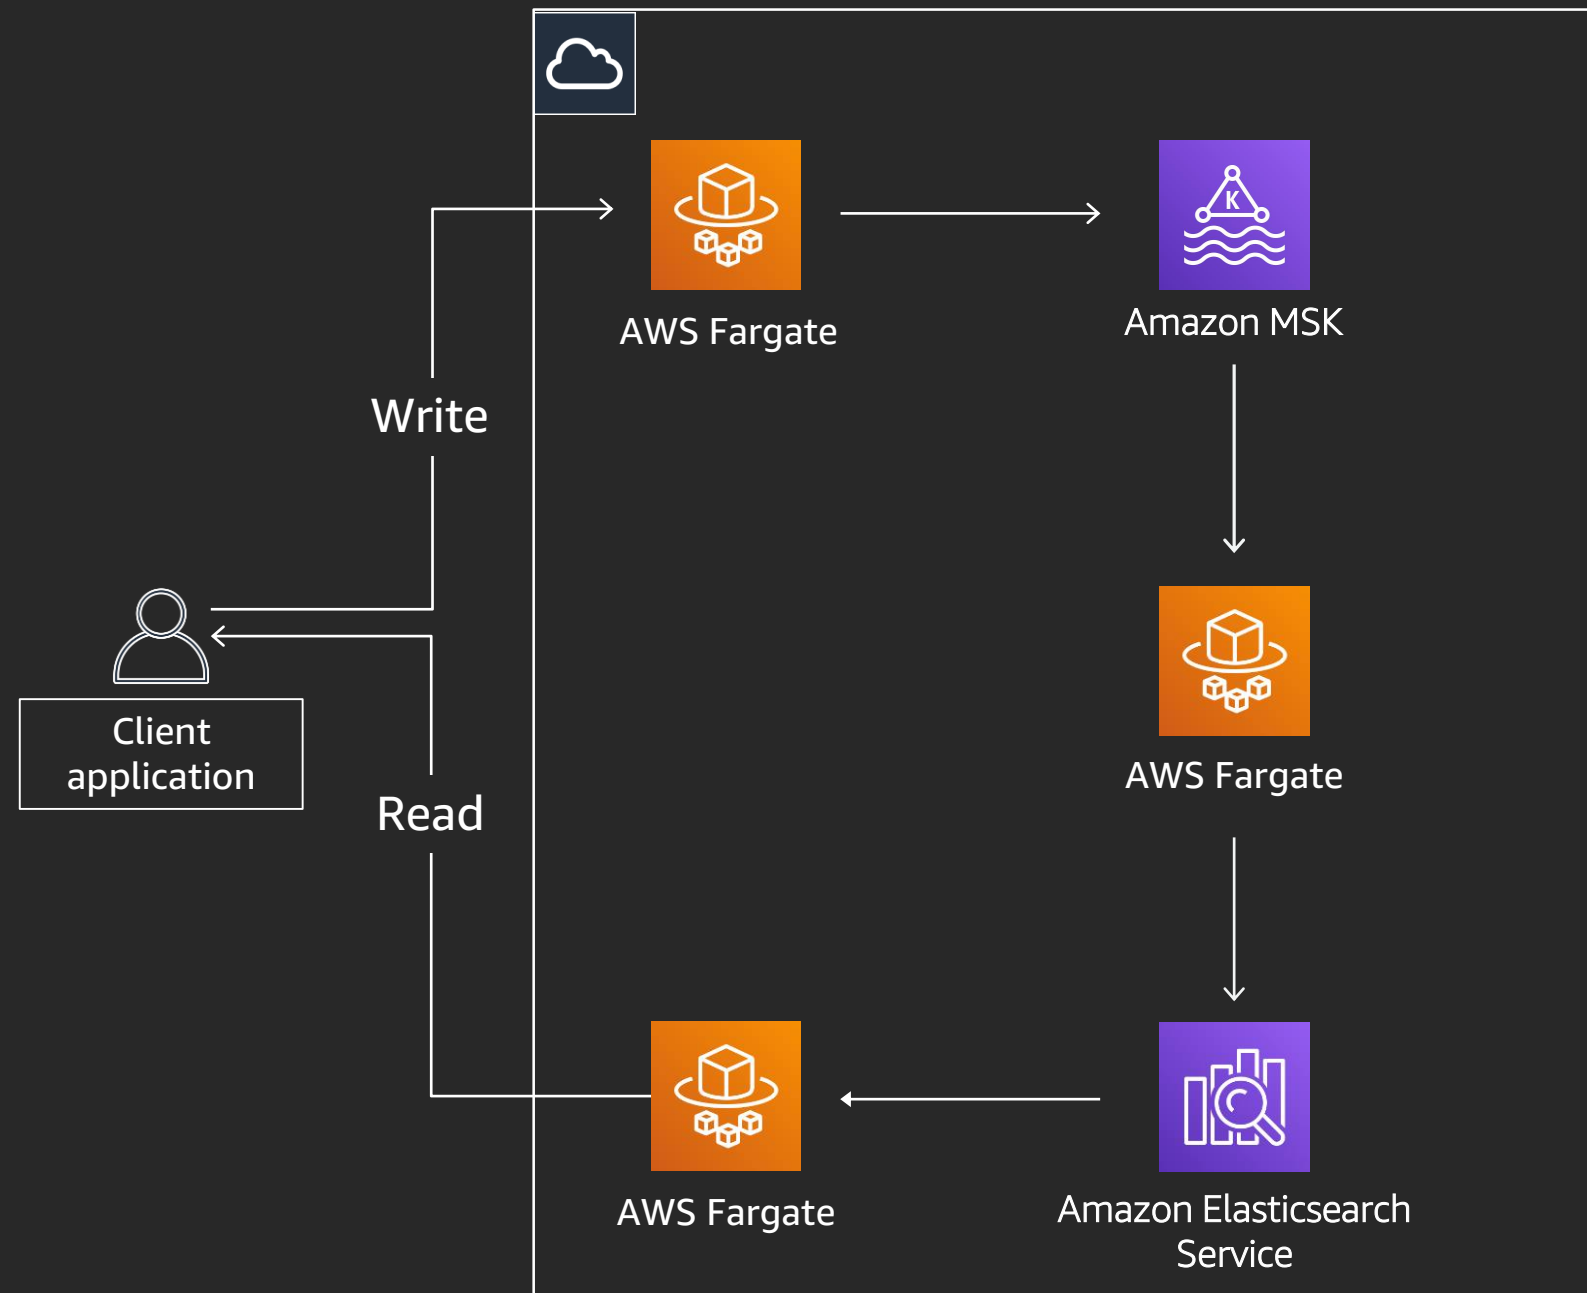 K
AWS Fargate
Amazon MSK
Write
Client
application
AWS Fargate
Read
AWS Fargate
Amazon Elasticsearch
Service